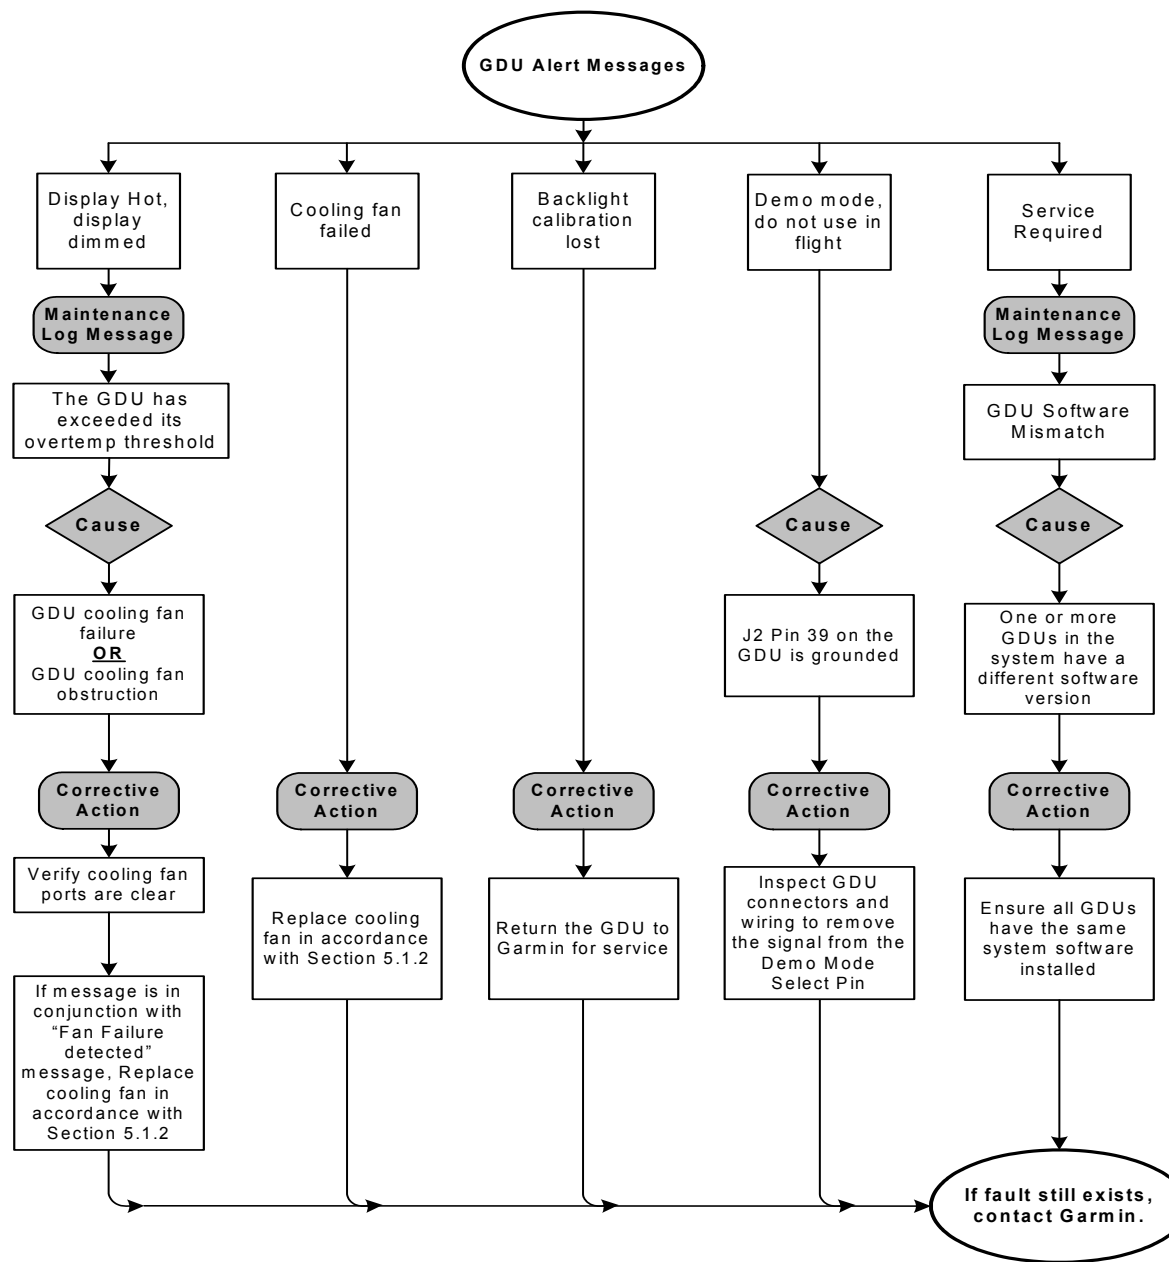 GDU Alert Messages
Display Hot,
display
dimmed
Maintenance
Log Message
The GDU has
exceeded its
overtemp threshold
Cause
GDU cooling fan
failure
OR
GDU cooling fan
obstruction
Corrective
Action
Verify cooling fan
ports are clear
If message is in
conjunction with
“Fan Failure
detected”
message, Replace
cooling fan in
accordance with
Section 5.1.2
Cooling fan
failed
Corrective
Action
Replace cooling
fan in accordance
with Section 5.1.2
Backlight
calibration
lost
Corrective
Action
Return the GDU to
Garmin for service
Demo mode,
do not use in
flight
Cause
J2 Pin 39 on the
GDU is grounded
Corrective
Action
Inspect GDU
connectors and
wiring to remove
the signal from the
Demo Mode
Select Pin
Service
Required
Maintenance
Log Message
GDU Software
Mismatch
Cause
One or more
GDUs in the
system have a
different software
version
Corrective
Action
Ensure all GDUs
have the same
system software
installed
If fault still exists,
contact Garmin.